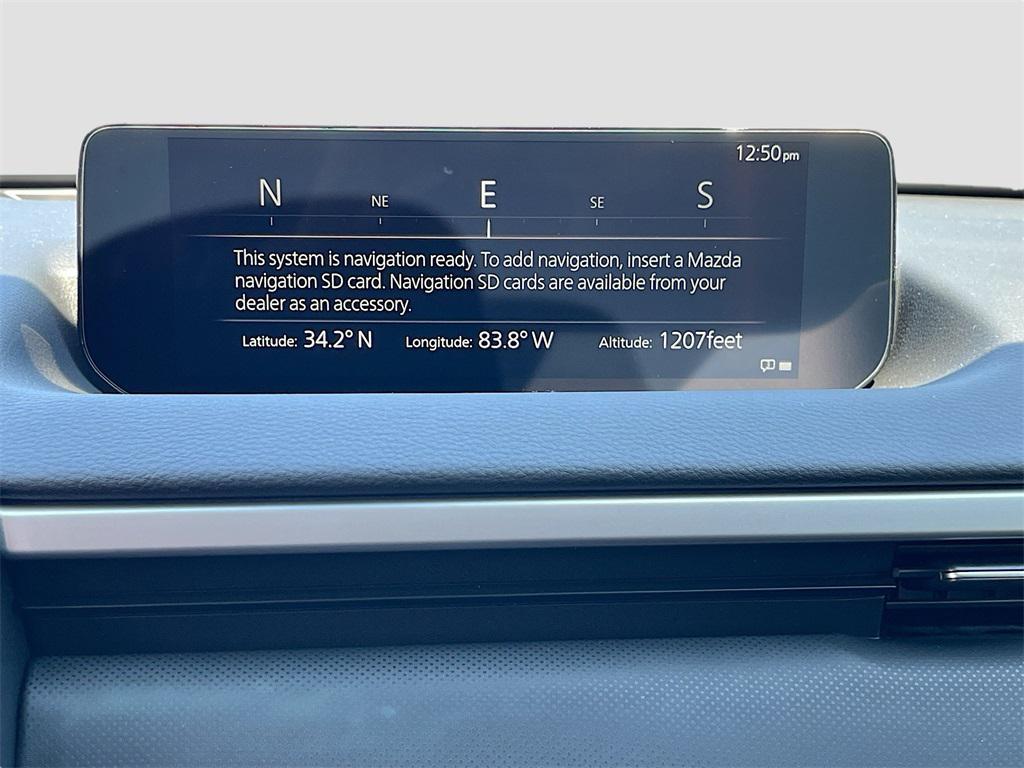 12:50pm
N NE E SE S
This system is navigation ready. To add navigation, insert a Mazda
navigation SD card. Navigation SD cards are available from your
dealer as an accessory.
Latitude: 34.2° N Longitude: 83.8° W Altitude: 1207feet